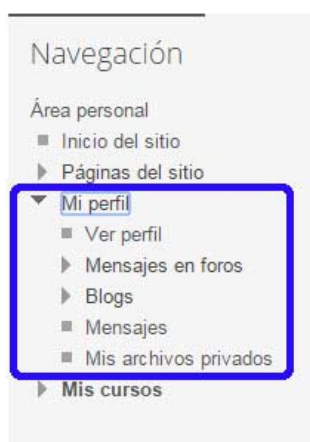 Navegación
Área personal
Inicio del sitio
Páginas del sitio
Mi perfil
Ver perfil
Mensajes en foros
Blogs
Mensajes
Mis archivos privados
Mis cursos